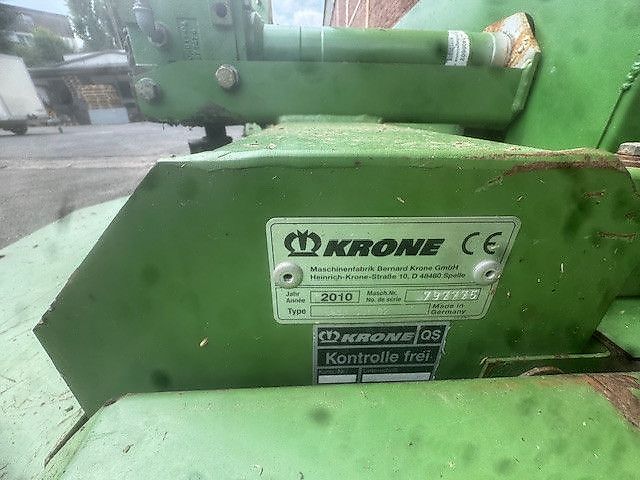 KRONE CE
Maschinenfabrik Bernard Krone GmbH
Heinrich-Krone-Straße 10, D 48480 Spelle
Jahr Année 2010 Masch.Nr. No. de série
Type Made in Germany
KRONE QS
Kontrolle frei